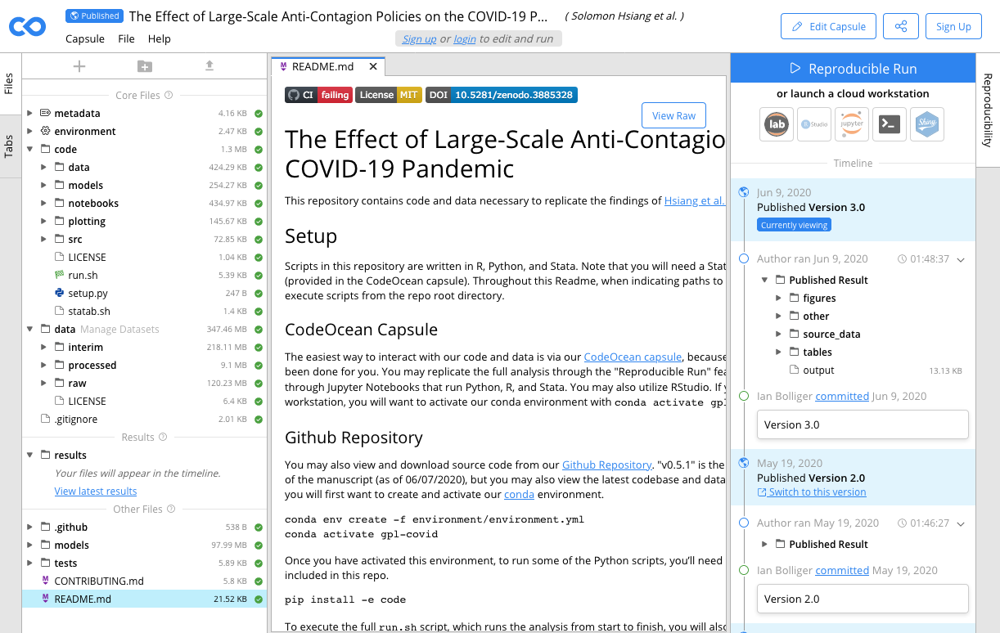 Published The Effect of Large-Scale Anti-Contagion Policies on the COVID-19 P... ( Solomon Hsiang et al. )
Capsule File Help
Sign up or login to edit and run
Edit Capsule
Sign Up
Files
Tabs
Core Files
metadata 4.16 KB
environment 2.47 KB
code 1.3 MB
data 424.29 KB
models 254.27 KB
notebooks 434.97 KB
plotting 145.67 KB
src 72.85 KB
LICENSE 1.04 KB
run.sh 5.39 KB
setup.py 247 B
statab.sh 1.4 KB
data Manage Datasets 347.46 MB
interim 218.11 MB
processed 9.1 MB
raw 120.23 MB
LICENSE 6.4 KB
.gitignore 2.01 KB
Results
results
Your files will appear in the timeline.
View latest results
Other Files
.github 538 B
models 97.99 MB
tests 5.89 KB
CONTRIBUTING.md 5.8 KB
README.md 21.52 KB
README.md
CI failing License MIT DOI 10.5281/zenodo.3885328
View Raw
The Effect of Large-Scale Anti-Contagio
COVID-19 Pandemic
This repository contains code and data necessary to replicate the findings of Hsiang et al.
Setup
Scripts in this repository are written in R, Python, and Stata. Note that you will need a Stat
(provided in the CodeOcean capsule). Throughout this Readme, when indicating paths to
execute scripts from the repo root directory.
CodeOcean Capsule
The easiest way to interact with our code and data is via our CodeOcean capsule, because
been done for you. You may replicate the full analysis through the "Reproducible Run" fea
through Jupyter Notebooks that run Python, R, and Stata. You may also utilize RStudio. If y
workstation, you will want to activate our conda environment with conda activate gpl
Github Repository
You may also view and download source code from our Github Repository. "v0.5.1" is the
of the manuscript (as of 06/07/2020), but you may also view the latest codebase and data
you will first want to create and activate our conda environment.
conda env create -f environment/environment.yml
conda activate gpl-covid
Once you have activated this environment, to run some of the Python scripts, you'll need
included in this repo.
pip install -e code
To execute the full run.sh script, which runs the analysis from start to finish, you will also
Reproducible Run
or launch a cloud workstation
lab
Studio
jupyter
Shiny
Timeline
Jun 9, 2020
Published Version 3.0
Currently viewing
Author ran Jun 9, 2020 01:48:37
Published Result
figures
other
source_data
tables
output 13.13 KB
Ian Bolliger committed Jun 9, 2020
Version 3.0
May 19, 2020
Published Version 2.0
Switch to this version
Author ran May 19, 2020 01:46:27
Published Result
Ian Bolliger committed May 19, 2020
Version 2.0
Reproducibility